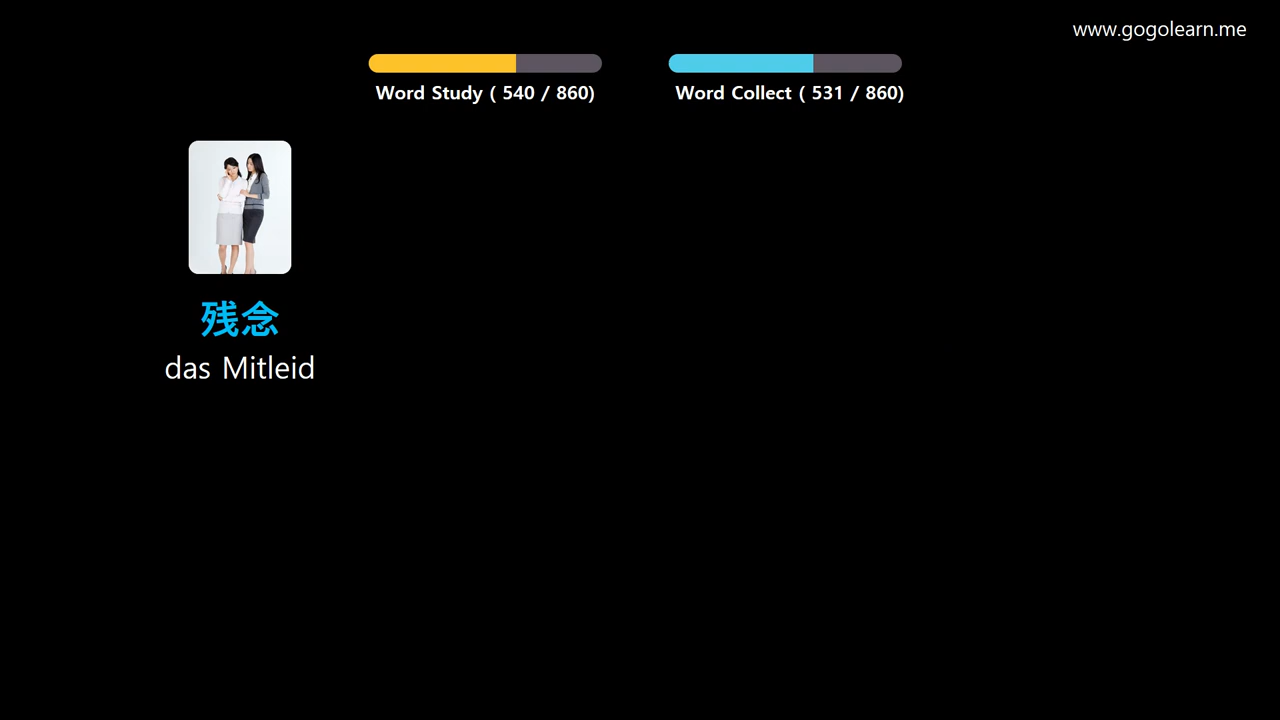 www.gogolearn.me
Word Study ( 540 / 860)
Word Collect ( 531 / 860)
残念
das Mitleid